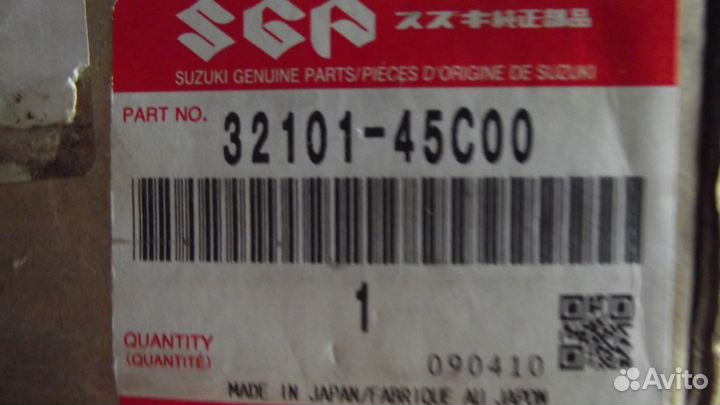 SGP スズキ純正部品
SUZUKI GENUINE PARTS/PIÈCES D'ORIGINE DE SUZUKI
PART NO. 32101-45C00
1
QUANTITY
(QUANTITÉ)
090410
MADE IN JAPAN/FABRIQUE AU JAPON
Avito